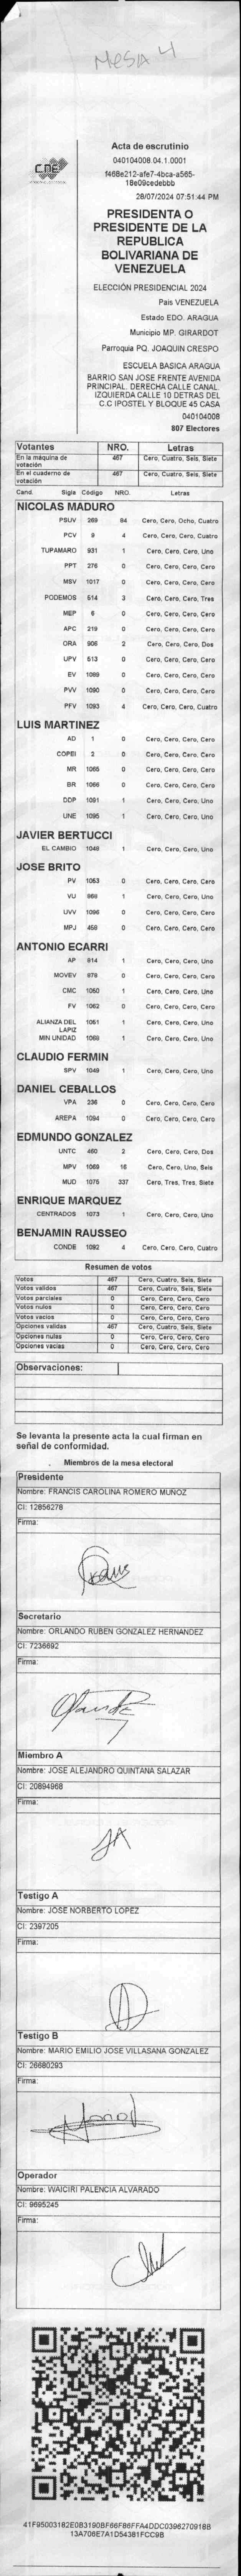 MESA 4
Acta de escrutinio
CNE
040104008.04.1.0001
f468e212-afe7-4bca-a565-
18e09cedebbb
28/07/2024 07:51:44 PM
PRESIDENTA O
PRESIDENTE DE LA
REPUBLICA
BOLIVARIANA DE
VENEZUELA
ELECCIÓN PRESIDENCIAL 2024
País VENEZUELA
Estado EDO. ARAGUA
Municipio MP. GIRARDOT
Parroquia PQ. JOAQUIN CRESPO
ESCUELA BASICA ARAGUA
BARRIO SAN JOSE FRENTE AVENIDA
PRINCIPAL. DERECHA CALLE CANAL.
IZQUIERDA CALLE 10 DETRAS DEL
C.C IPOSTEL Y BLOQUE 45 CASA
040104008
807 Electores
Votantes NRO. Letras
En la máquina de votación 467 Cero, Cuatro, Seis, Siete
En el cuaderno de votación 467 Cero, Cuatro, Seis, Siete
Cand. Sigla Código NRO. Letras
NICOLAS MADURO
PSUV 269 84 Cero, Cero, Ocho, Cuatro
PCV 9 4 Cero, Cero, Cero, Cuatro
TUPAMARO 931 1 Cero, Cero, Cero, Uno
PPT 276 0 Cero, Cero, Cero, Cero
MSV 1017 0 Cero, Cero, Cero, Cero
PODEMOS 514 3 Cero, Cero, Cero, Tres
MEP 6 0 Cero, Cero, Cero, Cero
APC 219 0 Cero, Cero, Cero, Cero
ORA 906 2 Cero, Cero, Cero, Dos
UPV 513 0 Cero, Cero, Cero, Cero
EV 1089 0 Cero, Cero, Cero, Cero
PVV 1090 0 Cero, Cero, Cero, Cero
PFV 1093 4 Cero, Cero, Cero, Cuatro
LUIS MARTINEZ
AD 1 0 Cero, Cero, Cero, Cero
COPEI 2 0 Cero, Cero, Cero, Cero
MR 1065 0 Cero, Cero, Cero, Cero
BR 1066 0 Cero, Cero, Cero, Cero
DDP 1091 1 Cero, Cero, Cero, Uno
UNE 1095 1 Cero, Cero, Cero, Uno
JAVIER BERTUCCI
EL CAMBIO 1048 1 Cero, Cero, Cero, Uno
JOSE BRITO
PV 1053 0 Cero, Cero, Cero, Cero
VU 868 1 Cero, Cero, Cero, Uno
UVV 1096 0 Cero, Cero, Cero, Cero
MPJ 458 0 Cero, Cero, Cero, Cero
ANTONIO ECARRI
AP 814 1 Cero, Cero, Cero, Uno
MOVEV 978 0 Cero, Cero, Cero, Cero
CMC 1050 1 Cero, Cero, Cero, Uno
FV 1062 0 Cero, Cero, Cero, Cero
ALIANZA DEL LAPIZ 1051 1 Cero, Cero, Cero, Uno
MIN UNIDAD 1068 1 Cero, Cero, Cero, Uno
CLAUDIO FERMIN
SPV 1049 1 Cero, Cero, Cero, Uno
DANIEL CEBALLOS
VPA 236 0 Cero, Cero, Cero, Cero
AREPA 1094 0 Cero, Cero, Cero, Cero
EDMUNDO GONZALEZ
UNTC 460 2 Cero, Cero, Cero, Dos
MPV 1069 16 Cero, Cero, Uno, Seis
MUD 1075 337 Cero, Tres, Tres, Siete
ENRIQUE MARQUEZ
CENTRADOS 1073 1 Cero, Cero, Cero, Uno
BENJAMIN RAUSSEO
CONDE 1092 4 Cero, Cero, Cero, Cuatro
Resumen de votos
Votos 467 Cero, Cuatro, Seis, Siete
Votos validos 467 Cero, Cuatro, Seis, Siete
Votos parciales 0 Cero, Cero, Cero, Cero
Votos nulos 0 Cero, Cero, Cero, Cero
Votos vacios 0 Cero, Cero, Cero, Cero
Opciones validas 467 Cero, Cuatro, Seis, Siete
Opciones nulas 0 Cero, Cero, Cero, Cero
Opciones vacias 0 Cero, Cero, Cero, Cero
Observaciones:
Se levanta la presente acta la cual firman en
señal de conformidad.
Miembros de la mesa electoral
Presidente
Nombre: FRANCIS CAROLINA ROMERO MUÑOZ
CI: 12856278
Firma:
Secretario
Nombre: ORLANDO RUBEN GONZALEZ HERNANDEZ
CI: 7236692
Firma:
Miembro A
Nombre: JOSE ALEJANDRO QUINTANA SALAZAR
CI: 20894968
Firma:
Testigo A
Nombre: JOSE NORBERTO LOPEZ
CI: 2397205
Firma:
Testigo B
Nombre: MARIO EMILIO JOSE VILLASANA GONZALEZ
CI: 26680293
Firma:
Operador
Nombre: WAICIRI PALENCIA ALVARADO
CI: 9695245
Firma:
41F95003182E0B3190BF66F86FFA4DDC0396270918B
13A706E7A1D54381FCC9B